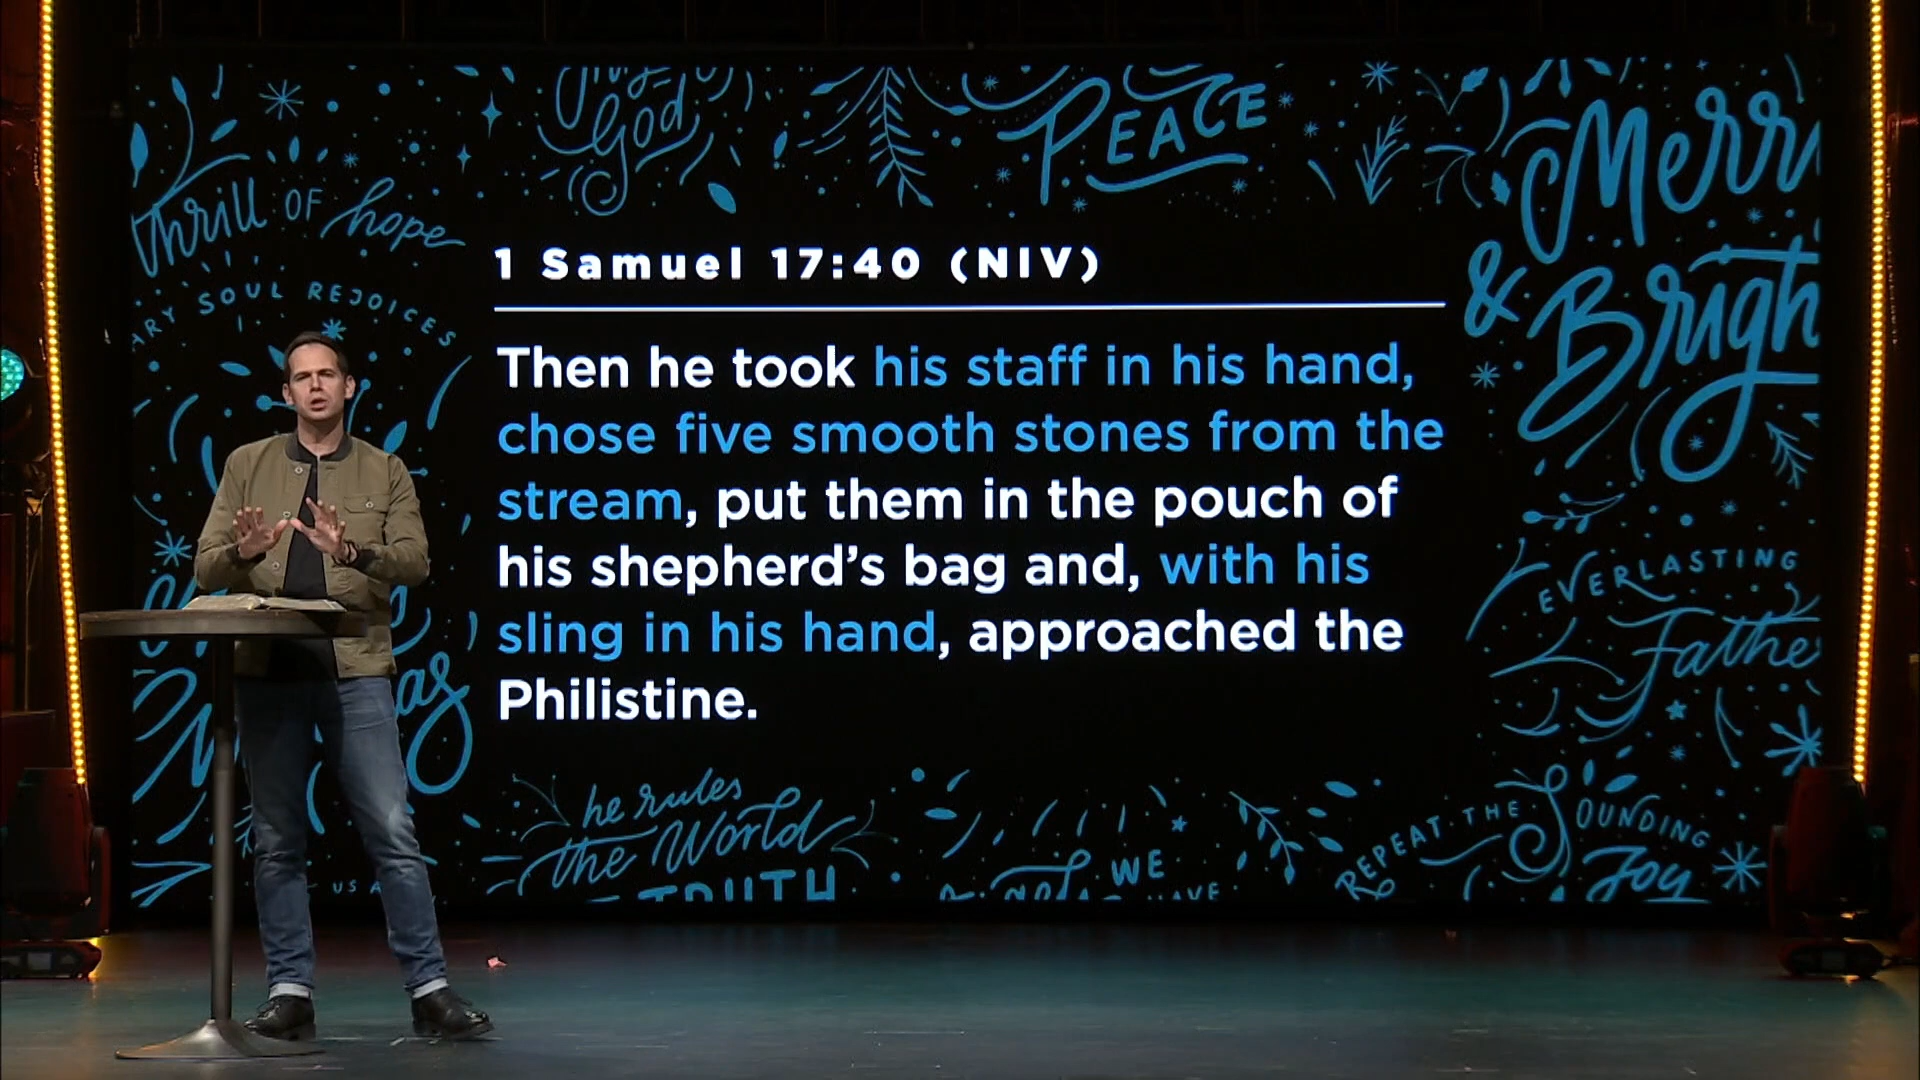 God
PEACE
Merr
Thrill OF hope
1 Samuel 17:40 (NIV)
&
SOUL REJOICES
Brigh
Then he took his staff in his hand,
chose five smooth stones from the
stream, put them in the pouch of
his shepherd’s bag and, with his
EVERLASTING
sling in his hand, approached the
Fathe
Philistine.
he rules
the World
TRUTH
WE
REPEAT THE SOUNDING
Joy
US A